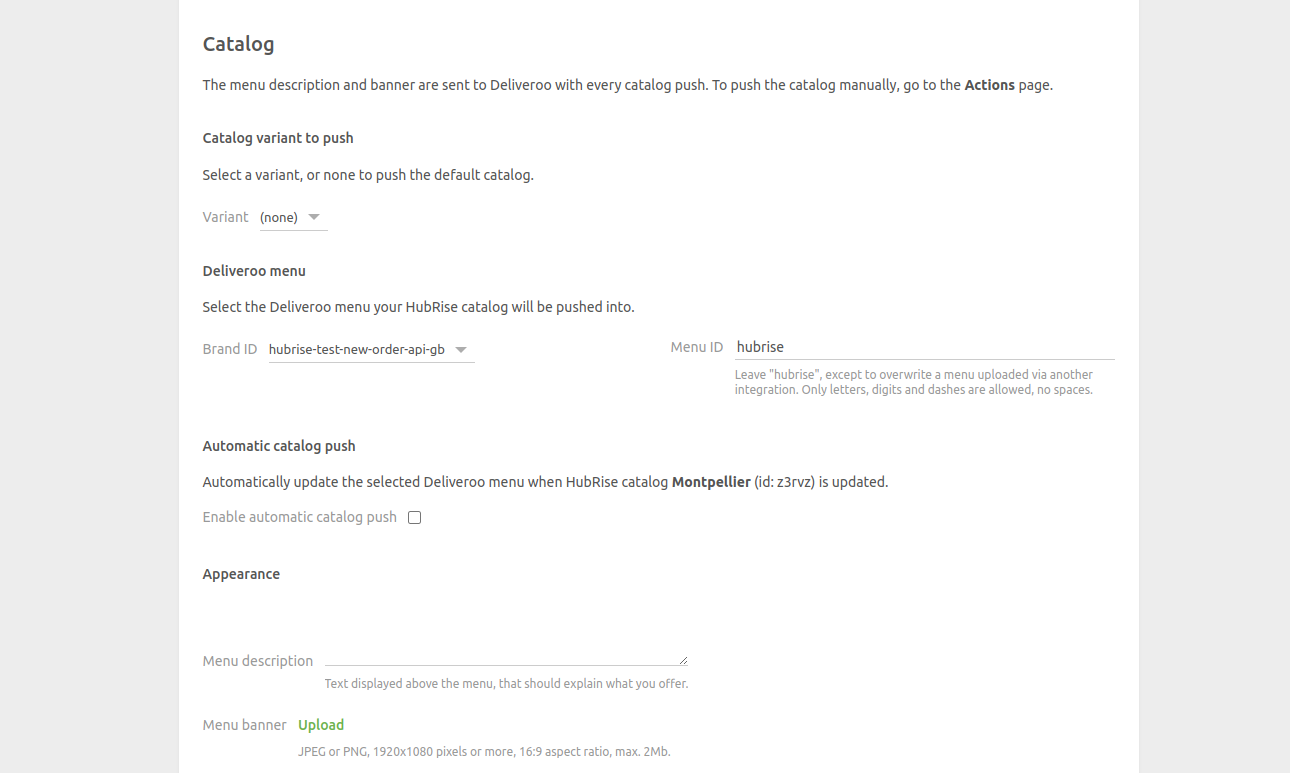 Catalog
The menu description and banner are sent to Deliveroo with every catalog push. To push the catalog manually, go to the Actions page.
Catalog variant to push
Select a variant, or none to push the default catalog.
Variant (none)
Deliveroo menu
Select the Deliveroo menu your HubRise catalog will be pushed into.
Brand ID hubrise-test-new-order-api-gb
Menu ID hubrise
Leave "hubrise", except to overwrite a menu uploaded via another
integration. Only letters, digits and dashes are allowed, no spaces.
Automatic catalog push
Automatically update the selected Deliveroo menu when HubRise catalog Montpellier (id: z3rvz) is updated.
Enable automatic catalog push
Appearance
Menu description
Text displayed above the menu, that should explain what you offer.
Menu banner Upload
JPEG or PNG, 1920x1080 pixels or more, 16:9 aspect ratio, max. 2Mb.